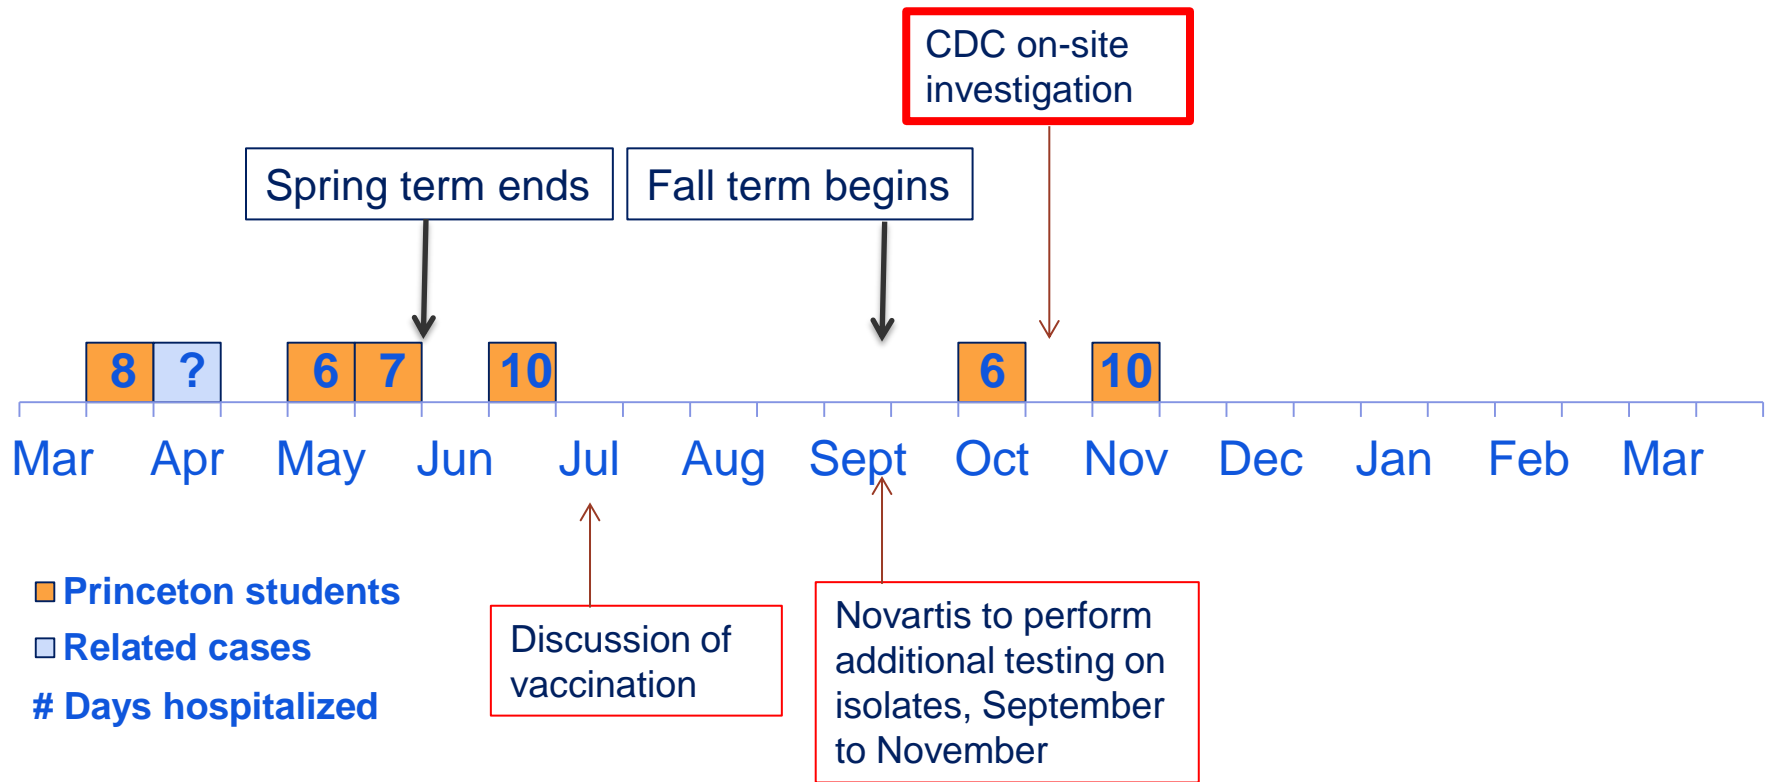 CDC on-site
investigation
Spring term ends
Fall term begins
8 ? 6 7 10 6 10
Mar Apr May Jun Jul Aug Sept Oct Nov Dec Jan Feb Mar
Princeton students
Related cases
# Days hospitalized
Discussion of
vaccination
Novartis to perform
additional testing on
isolates, September
to November